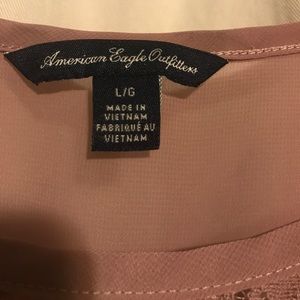 American Eagle Outfitters
L/G
MADE IN
VIETNAM
FABRIQUÉ AU
VIETNAM